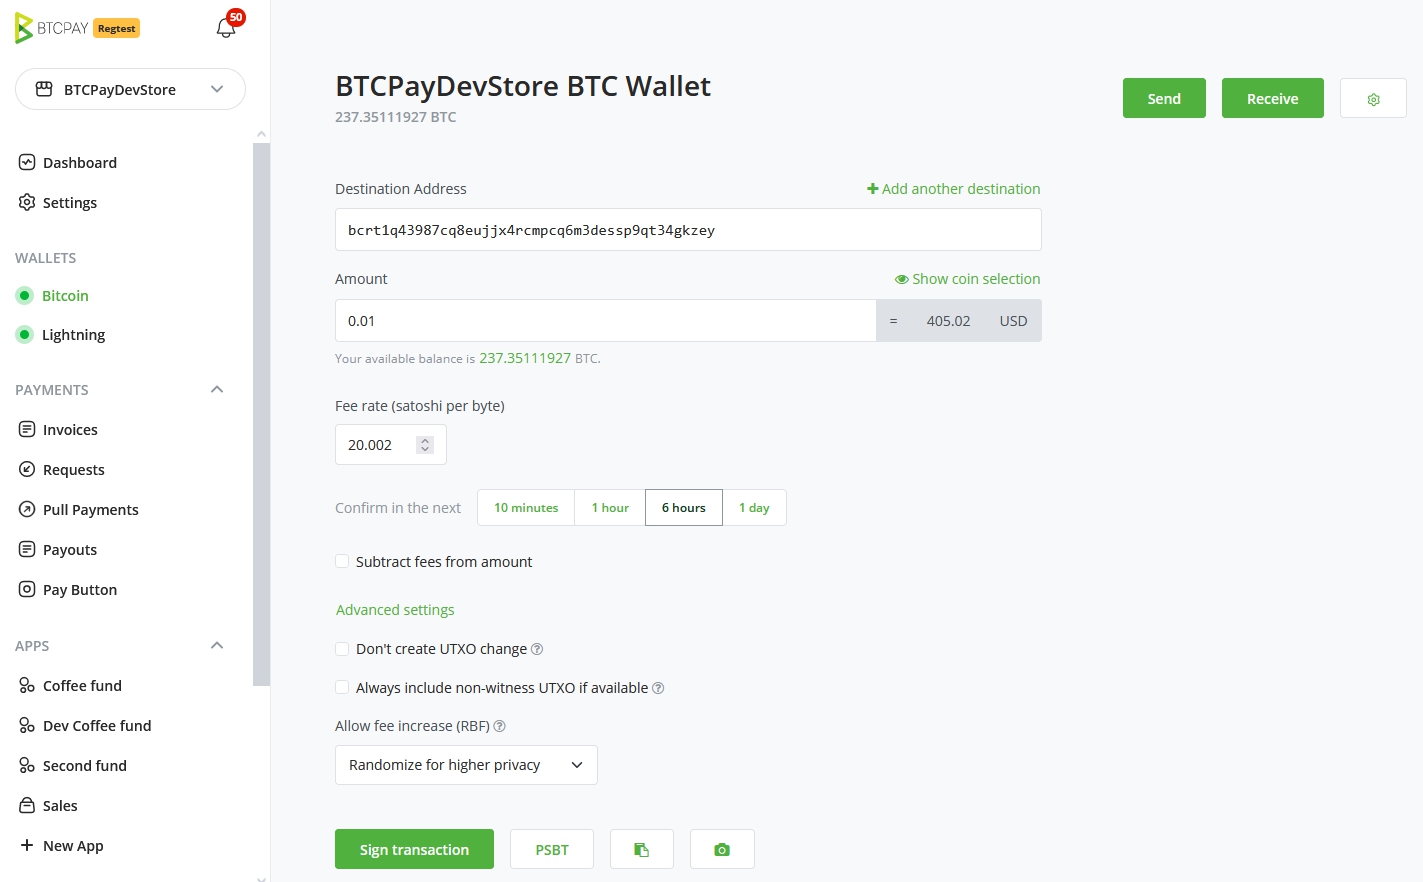 BTCPAY Regtest
50
BTCPayDevStore
Dashboard
Settings
WALLETS
Bitcoin
Lightning
PAYMENTS
Invoices
Requests
Pull Payments
Payouts
Pay Button
APPS
Coffee fund
Dev Coffee fund
Second fund
Sales
New App
BTCPayDevStore BTC Wallet
237.35111927 BTC
Send
Receive
Destination Address
Add another destination
bcrt1q43987cq8eujjx4rcmpcq6m3dessp9qt34gkzey
Amount
Show coin selection
0.01
= 405.02 USD
Your available balance is 237.35111927 BTC.
Fee rate (satoshi per byte)
20.002
Confirm in the next 10 minutes 1 hour 6 hours 1 day
Subtract fees from amount
Advanced settings
Don't create UTXO change
Always include non-witness UTXO if available
Allow fee increase (RBF)
Randomize for higher privacy
Sign transaction
PSBT